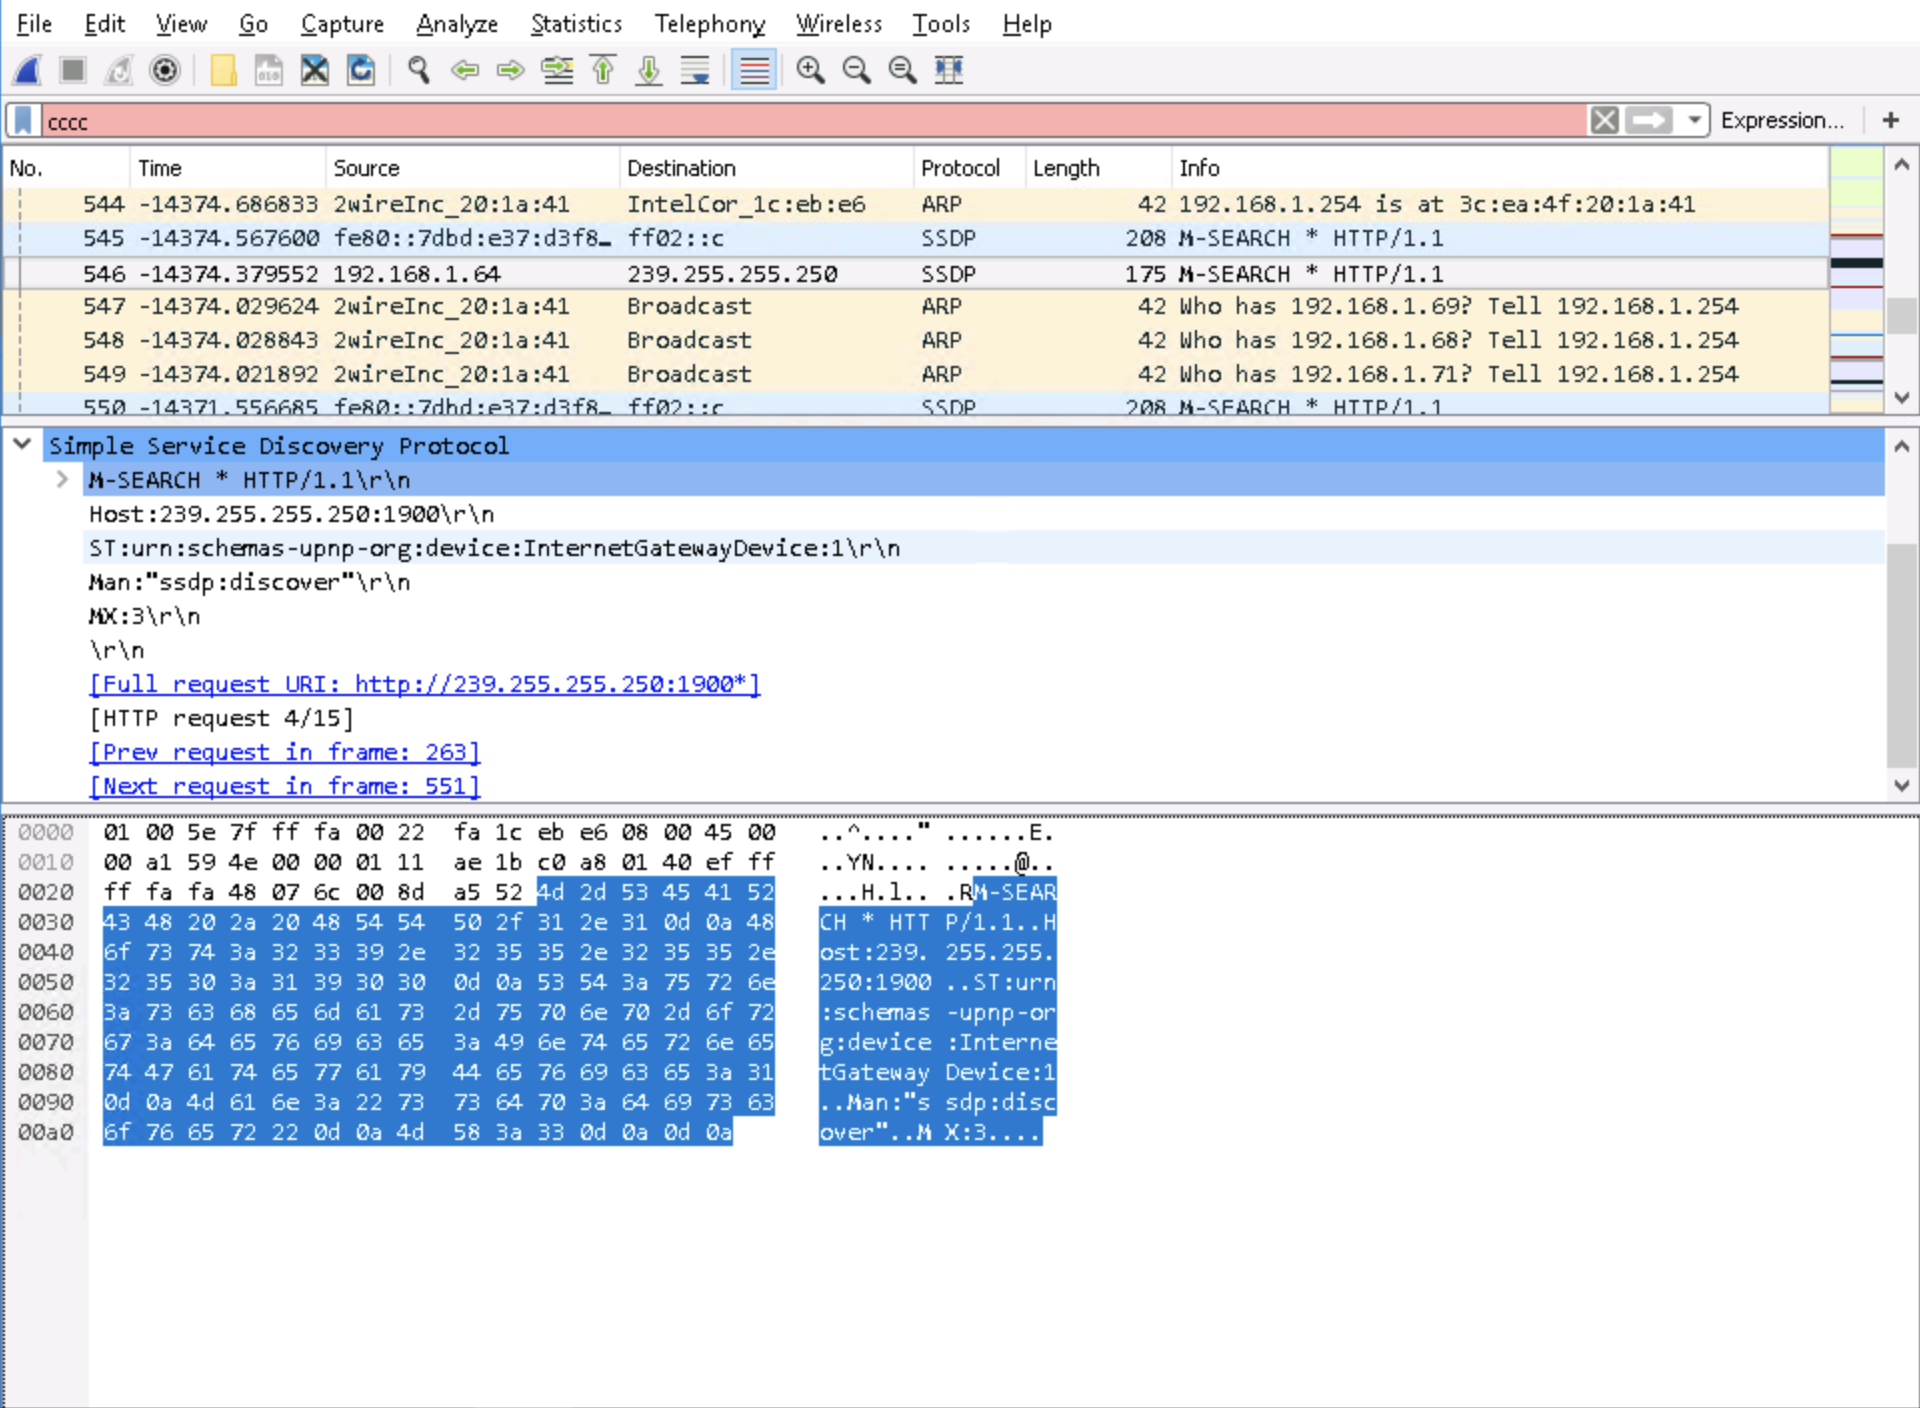 File Edit View Go Capture Analyze Statistics Telephony Wireless Tools Help
cccc Expression... +
No. Time Source Destination Protocol Length Info
544 -14374.686833 2wireInc_20:1a:41 IntelCor_1c:eb:e6 ARP 42 192.168.1.254 is at 3c:ea:4f:20:1a:41
545 -14374.567600 fe80::7dbd:e37:d3f8… ff02::c SSDP 208 M-SEARCH * HTTP/1.1
546 -14374.379552 192.168.1.64 239.255.255.250 SSDP 175 M-SEARCH * HTTP/1.1
547 -14374.029624 2wireInc_20:1a:41 Broadcast ARP 42 Who has 192.168.1.69? Tell 192.168.1.254
548 -14374.028843 2wireInc_20:1a:41 Broadcast ARP 42 Who has 192.168.1.68? Tell 192.168.1.254
549 -14374.021892 2wireInc_20:1a:41 Broadcast ARP 42 Who has 192.168.1.71? Tell 192.168.1.254
550 -14371.556685 fe80::7dbd:e37:d3f8… ff02::c SSDP 208 M-SEARCH * HTTP/1.1
Simple Service Discovery Protocol
M-SEARCH * HTTP/1.1\r\n
Host:239.255.255.250:1900\r\n
ST:urn:schemas-upnp-org:device:InternetGatewayDevice:1\r\n
Man:"ssdp:discover"\r\n
MX:3\r\n
\r\n
[Full request URI: http://239.255.255.250:1900*]
[HTTP request 4/15]
[Prev request in frame: 263]
[Next request in frame: 551]
0000 01 00 5e 7f ff fa 00 22 fa 1c eb e6 08 00 45 00 ..^...." ......E.
0010 00 a1 59 4e 00 00 01 11 ae 1b c0 a8 01 40 ef ff ..YN.... .....@..
0020 ff fa fa 48 07 6c 00 8d a5 52 4d 2d 53 45 41 52 ...H.l.. .RM-SEAR
0030 43 48 20 2a 20 48 54 54 50 2f 31 2e 31 0d 0a 48 CH * HTT P/1.1..H
0040 6f 73 74 3a 32 33 39 2e 32 35 35 2e 32 35 35 2e ost:239. 255.255.
0050 32 35 30 3a 31 39 30 30 0d 0a 53 54 3a 75 72 6e 250:1900 ..ST:urn
0060 3a 73 63 68 65 6d 61 73 2d 75 70 6e 70 2d 6f 72 :schemas -upnp-or
0070 67 3a 64 65 76 69 63 65 3a 49 6e 74 65 72 6e 65 g:device :Interne
0080 74 47 61 74 65 77 61 79 44 65 76 69 63 65 3a 31 tGateway Device:1
0090 0d 0a 4d 61 6e 3a 22 73 73 64 70 3a 64 69 73 63 ..Man:"s sdp:disc
00a0 6f 76 65 72 22 0d 0a 4d 58 3a 33 0d 0a 0d 0a over"..M X:3....